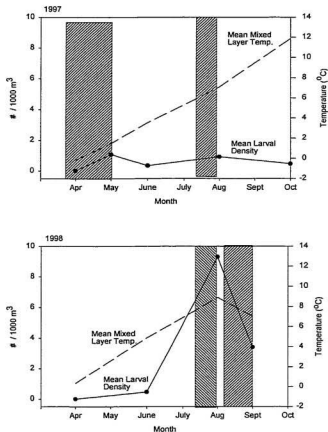 1997
10
8
6
4
2
0
# / 1000 m³
14
12
10
8
6
4
2
0
-2
Temperature (°C)
Mean Mixed
Layer Temp.
Mean Larval
Density
Apr May June July Aug Sept Oct
Month
1998
10
8
6
4
2
0
# / 1000 m³
14
12
10
8
6
4
2
0
-2
Temperature (°C)
Mean Mixed
Layer Temp.
Mean Larval
Density
Apr May June July Aug Sept Oct
Month